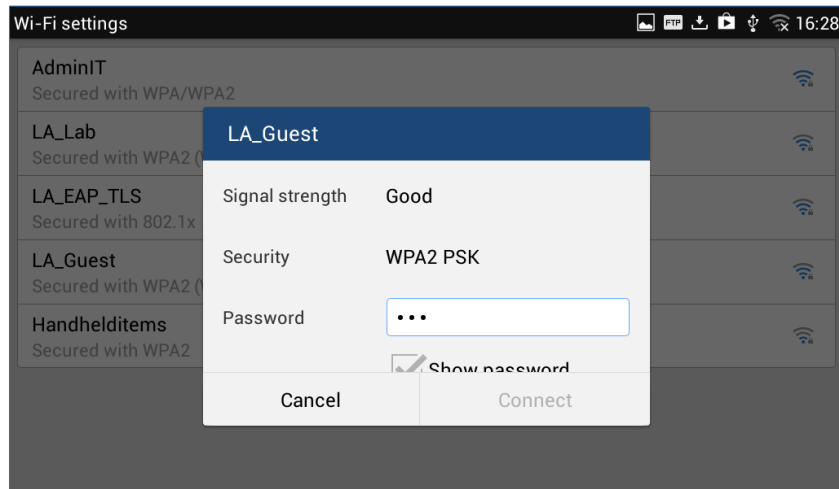 Wi-Fi settings
FTP
16:28
AdminIT
Secured with WPA/WPA2
LA_Lab
Secured with WPA2 (
LA_EAP_TLS
Secured with 802.1x
LA_Guest
Secured with WPA2 (
Handhelditems
Secured with WPA2
LA_Guest
Signal strength Good
Security WPA2 PSK
Password •••
Show password
Cancel Connect